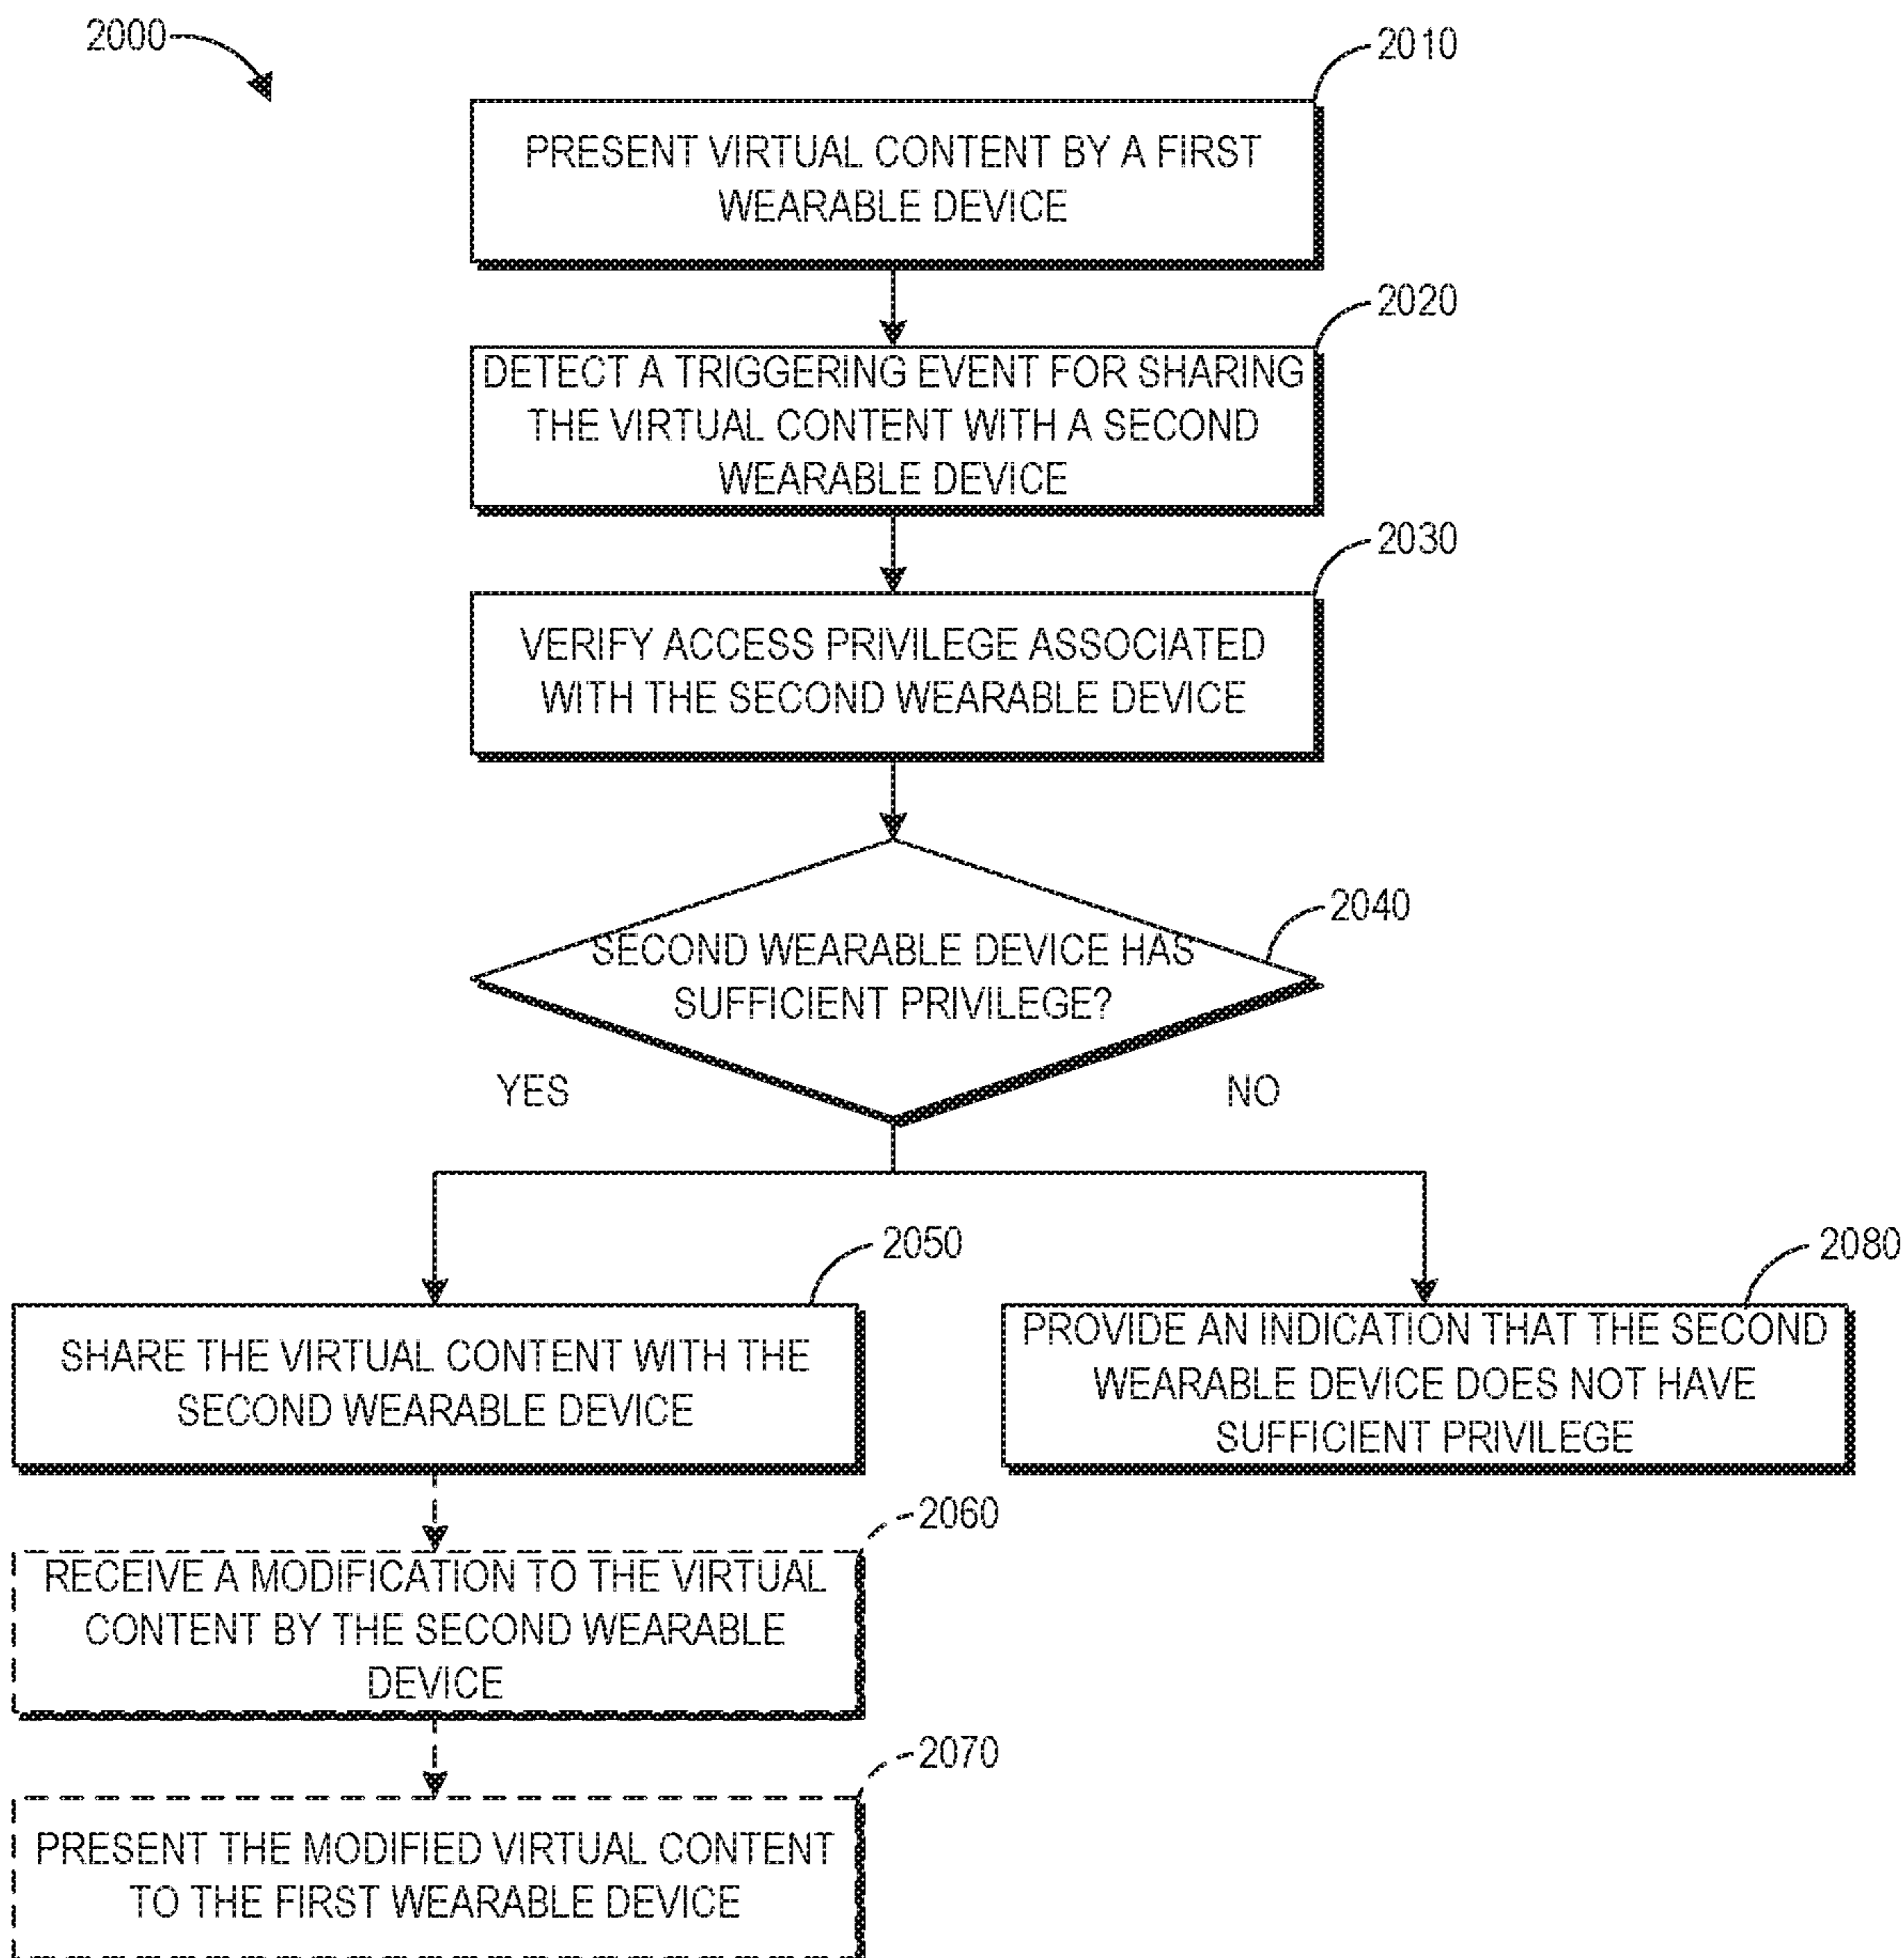 2000
2010
PRESENT VIRTUAL CONTENT BY A FIRST
WEARABLE DEVICE
2020
DETECT A TRIGGERING EVENT FOR SHARING
THE VIRTUAL CONTENT WITH A SECOND
WEARABLE DEVICE
2030
VERIFY ACCESS PRIVILEGE ASSOCIATED
WITH THE SECOND WEARABLE DEVICE
2040
SECOND WEARABLE DEVICE HAS
SUFFICIENT PRIVILEGE?
YES
NO
2050
SHARE THE VIRTUAL CONTENT WITH THE
SECOND WEARABLE DEVICE
2080
PROVIDE AN INDICATION THAT THE SECOND
WEARABLE DEVICE DOES NOT HAVE
SUFFICIENT PRIVILEGE
2060
RECEIVE A MODIFICATION TO THE VIRTUAL
CONTENT BY THE SECOND WEARABLE
DEVICE
2070
PRESENT THE MODIFIED VIRTUAL CONTENT
TO THE FIRST WEARABLE DEVICE